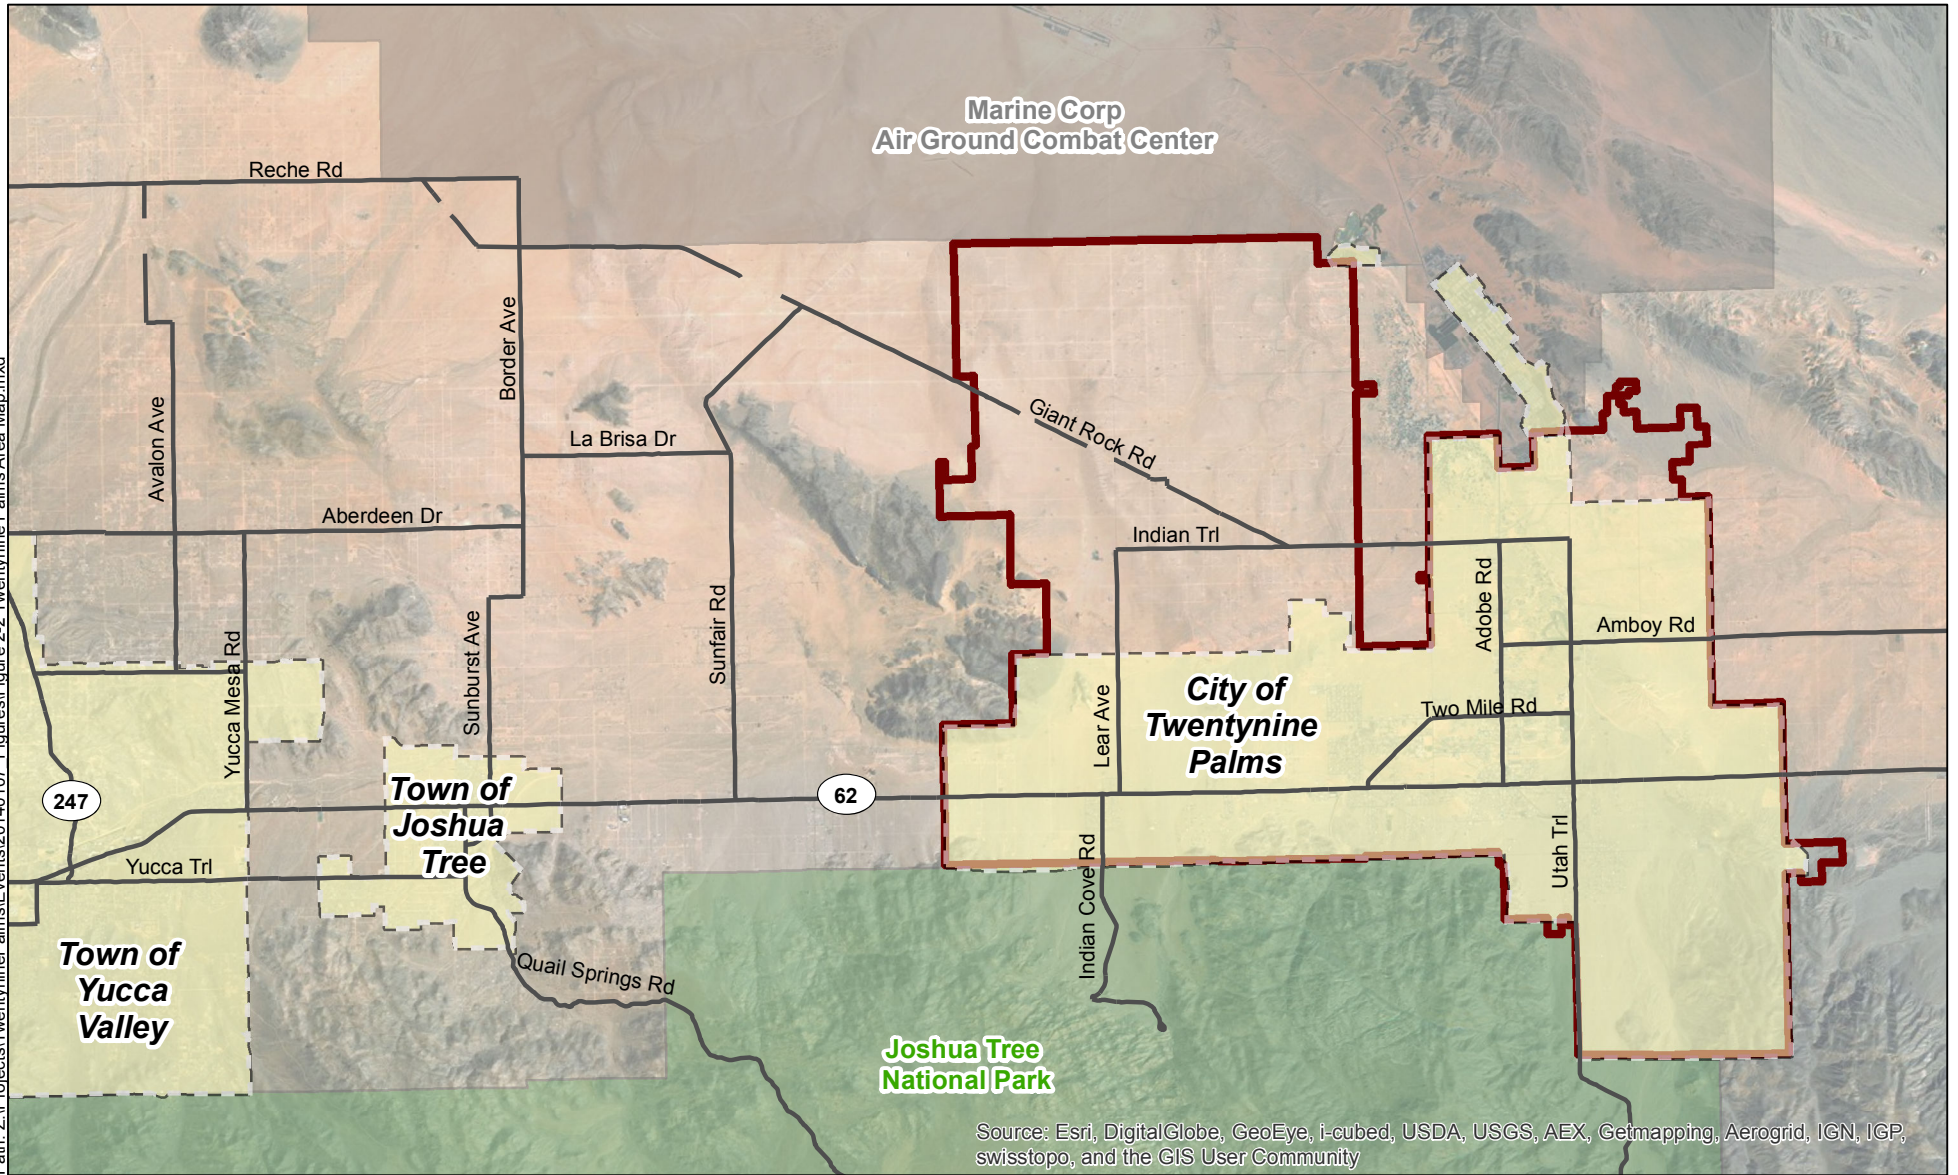 Marine Corp
Air Ground Combat Center
Reche Rd
Border Ave
Avalon Ave
La Brisa Dr
Giant Rock Rd
Aberdeen Dr
Indian Trl
Adobe Rd
Amboy Rd
Sunfair Rd
Sunburst Ave
Yucca Mesa Rd
Lear Ave
City of
Twentynine
Palms
Two Mile Rd
247
Town of
Joshua
Tree
62
Yucca Trl
Utah Trl
Indian Cove Rd
Town of
Yucca
Valley
Quail Springs Rd
Joshua Tree
National Park
Source: Esri, DigitalGlobe, GeoEye, i-cubed, USDA, USGS, AEX, Getmapping, Aerogrid, IGN, IGP,
swisstopo, and the GIS User Community